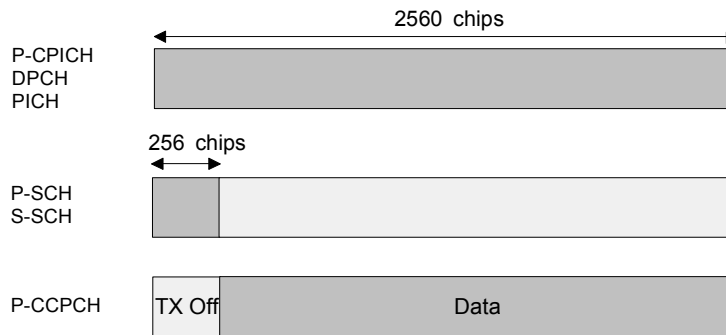 2560 chips
P-CPICH
DPCH
PICH
256 chips
P-SCH
S-SCH
P-CCPCH
TX Off
Data